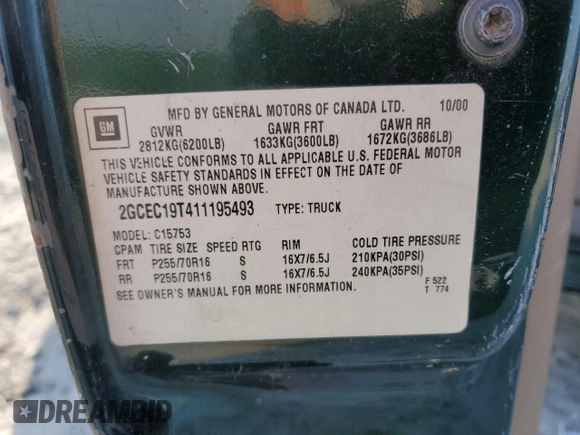 GM
MFD BY GENERAL MOTORS OF CANADA LTD. 10/00
GVWR GAWR FRT GAWR RR
2812KG(6200LB) 1633KG(3600LB) 1672KG(3686LB)
THIS VEHICLE CONFORMS TO ALL APPLICABLE U.S. FEDERAL MOTOR
VEHICLE SAFETY STANDARDS IN EFFECT ON THE DATE OF
MANUFACTURE SHOWN ABOVE.
2GCEC19T411195493 TYPE: TRUCK
MODEL: C15753
CPAM TIRE SIZE SPEED RTG RIM COLD TIRE PRESSURE
FRT P255/70R16 S 16X7/6.5J 210KPA(30PSI)
RR P255/70R16 S 16X7/6.5J 240KPA(35PSI)
SEE OWNER'S MANUAL FOR MORE INFORMATION.
F 522
T 774
DREAMBID